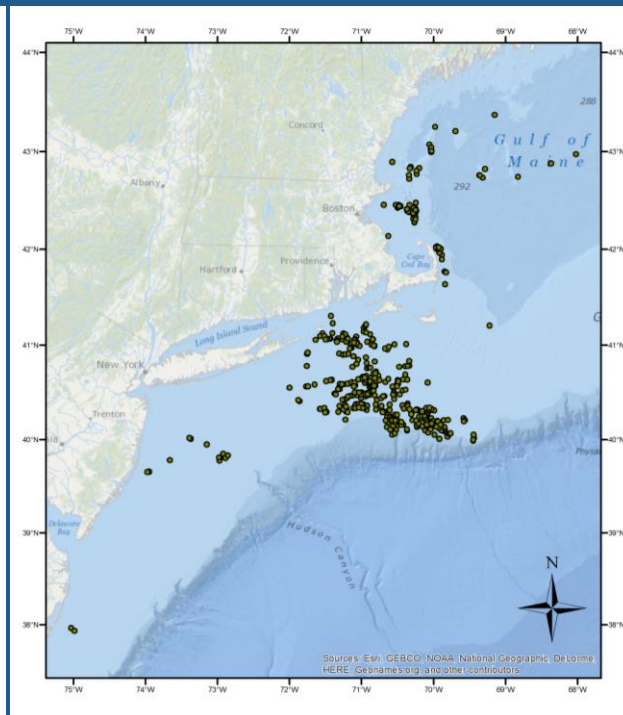 75°W 74°W 73°W 72°W 71°W 70°W 69°W 68°W
44°N 44°N
288
Concord
Gulf of
43°N 43°N
Maine
Albany
292
Boston
42°N 42°N
Providence
Cape
Cod Bay
Hartford
Long Island Sound
41°N 41°N
New York
Trenton
40°N 40°N
39°N 39°N
Delaware
Bay
Hudson
Canyon
N
38°N 38°N
Sources: Esri, GEBCO, NOAA, National Geographic, DeLorme,
HERE, Geonames.org, and other contributors
75°W 74°W 73°W 72°W 71°W 70°W 69°W 68°W